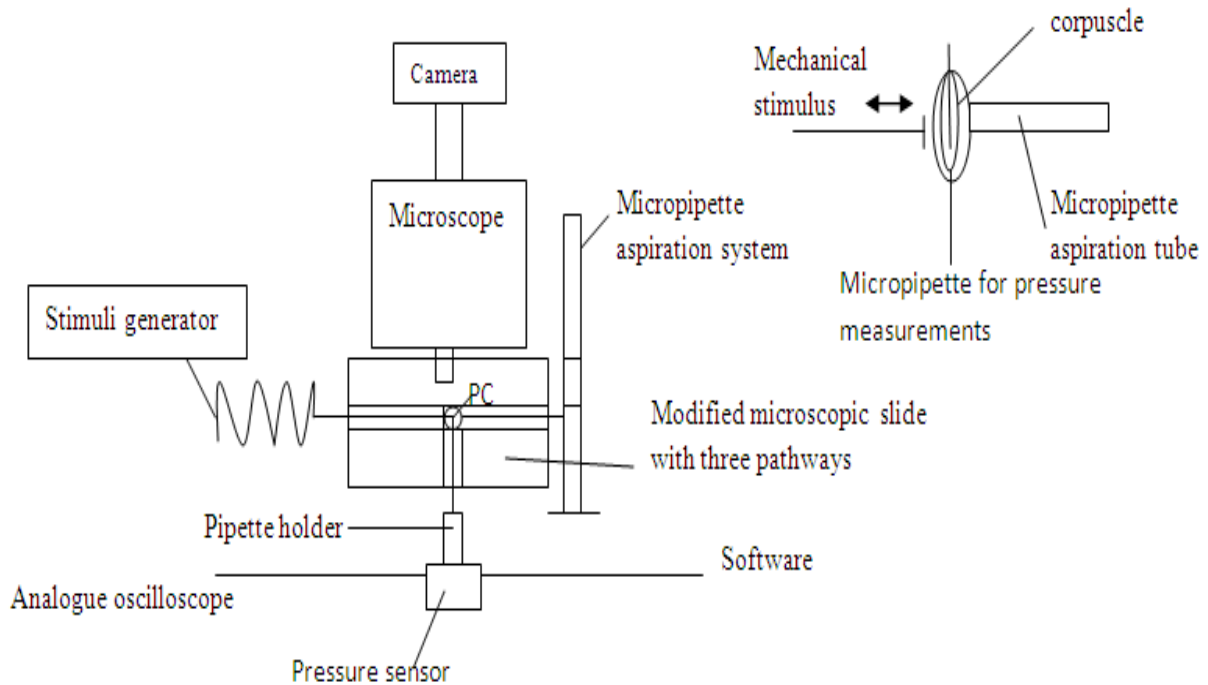 Camera
Microscope
Stimuli generator
PC
Micropipette
aspiration system
Modified microscopic slide
with three pathways
Pipette holder
Software
Analogue oscilloscope
Pressure sensor
corpuscle
Mechanical
stimulus
Micropipette
aspiration tube
Micropipette for pressure
measurements